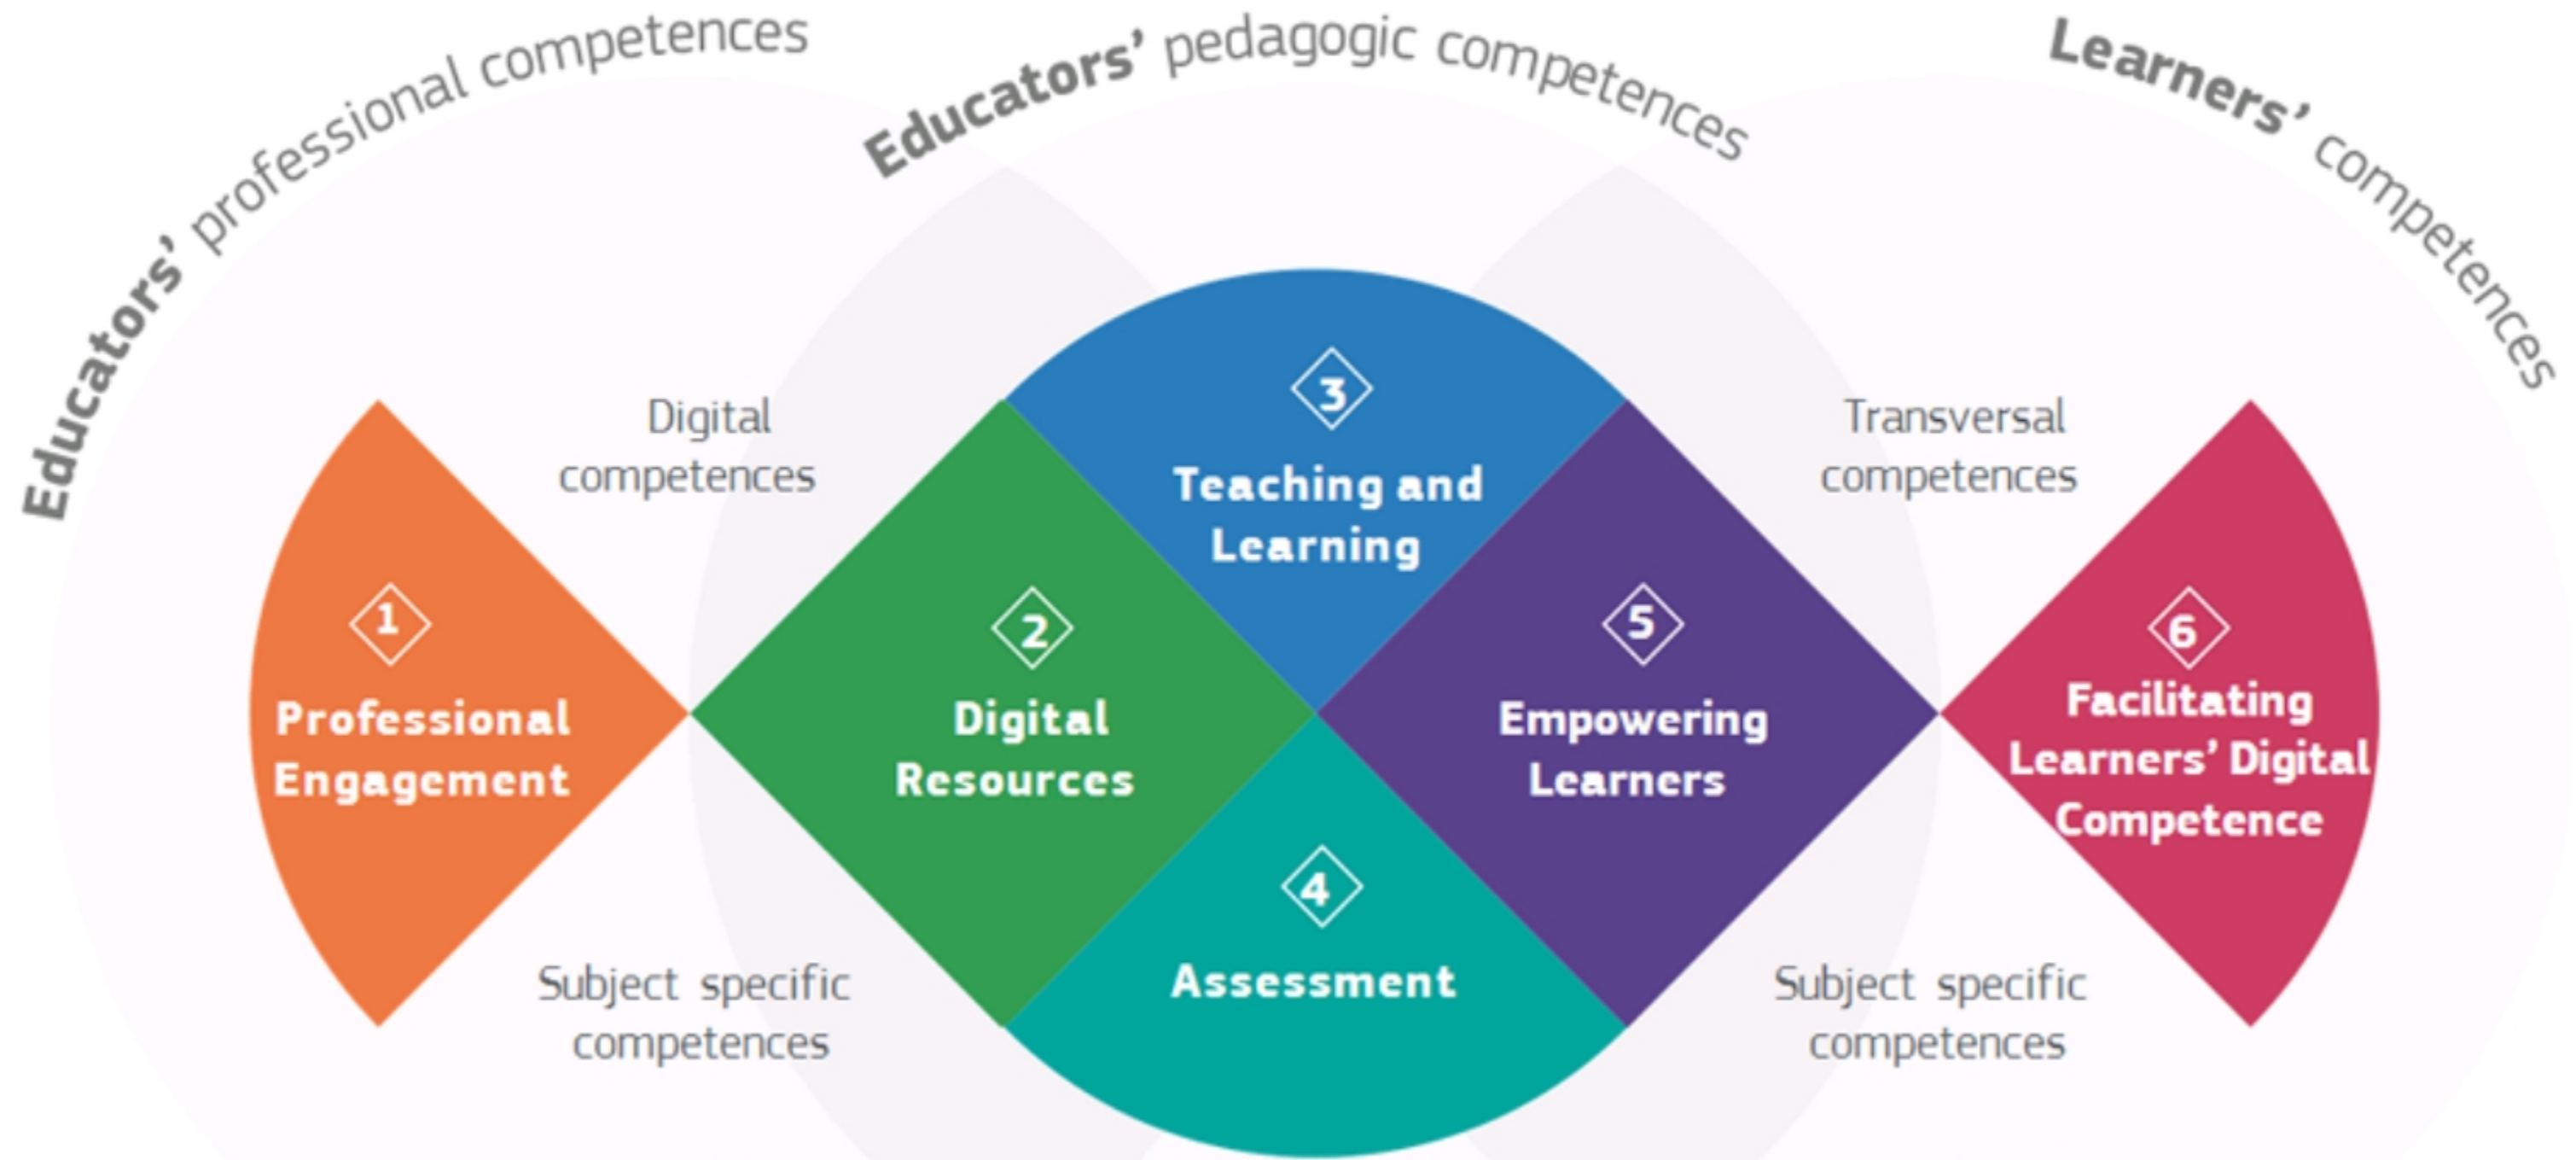 Educators’ professional competences
Educators’ pedagogic competences
Learners’ competences
Digital
competences
Subject specific
competences
1
Professional
Engagement
2
Digital
Resources
3
Teaching and
Learning
4
Assessment
5
Empowering
Learners
Transversal
competences
Subject specific
competences
6
Facilitating
Learners’ Digital
Competence